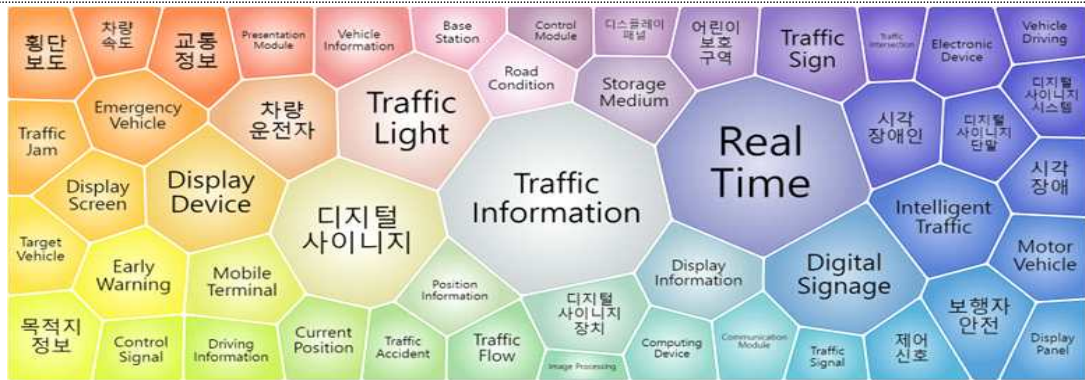 횡단
보도
차량
속도
교통
정보
Presentation
Module
Vehicle
Information
Base
Station
Control
Module
디스플레이
패널
어린이
보호
구역
Traffic
Sign
Traffic
Intersection
Electronic
Device
Vehicle
Driving
Emergency
Vehicle
차량
운전자
Traffic
Light
Road
Condition
Storage
Medium
Real
Time
시각
장애인
디지털
사이니지
단말
디지털
사이니지
시스템
Traffic
Jam
Display
Screen
Display
Device
디지털
사이니지
Traffic
Information
Intelligent
Traffic
시각
장애
Target
Vehicle
Early
Warning
Mobile
Terminal
Position
Information
Display
Information
Digital
Signage
Motor
Vehicle
목적지
정보
Control
Signal
Driving
Information
Current
Position
Traffic
Accident
Traffic
Flow
디지털
사이니지
장치
Image Processing
Computing
Device
Communication
Module
Traffic
Signal
제어
신호
보행자
안전
Display
Panel